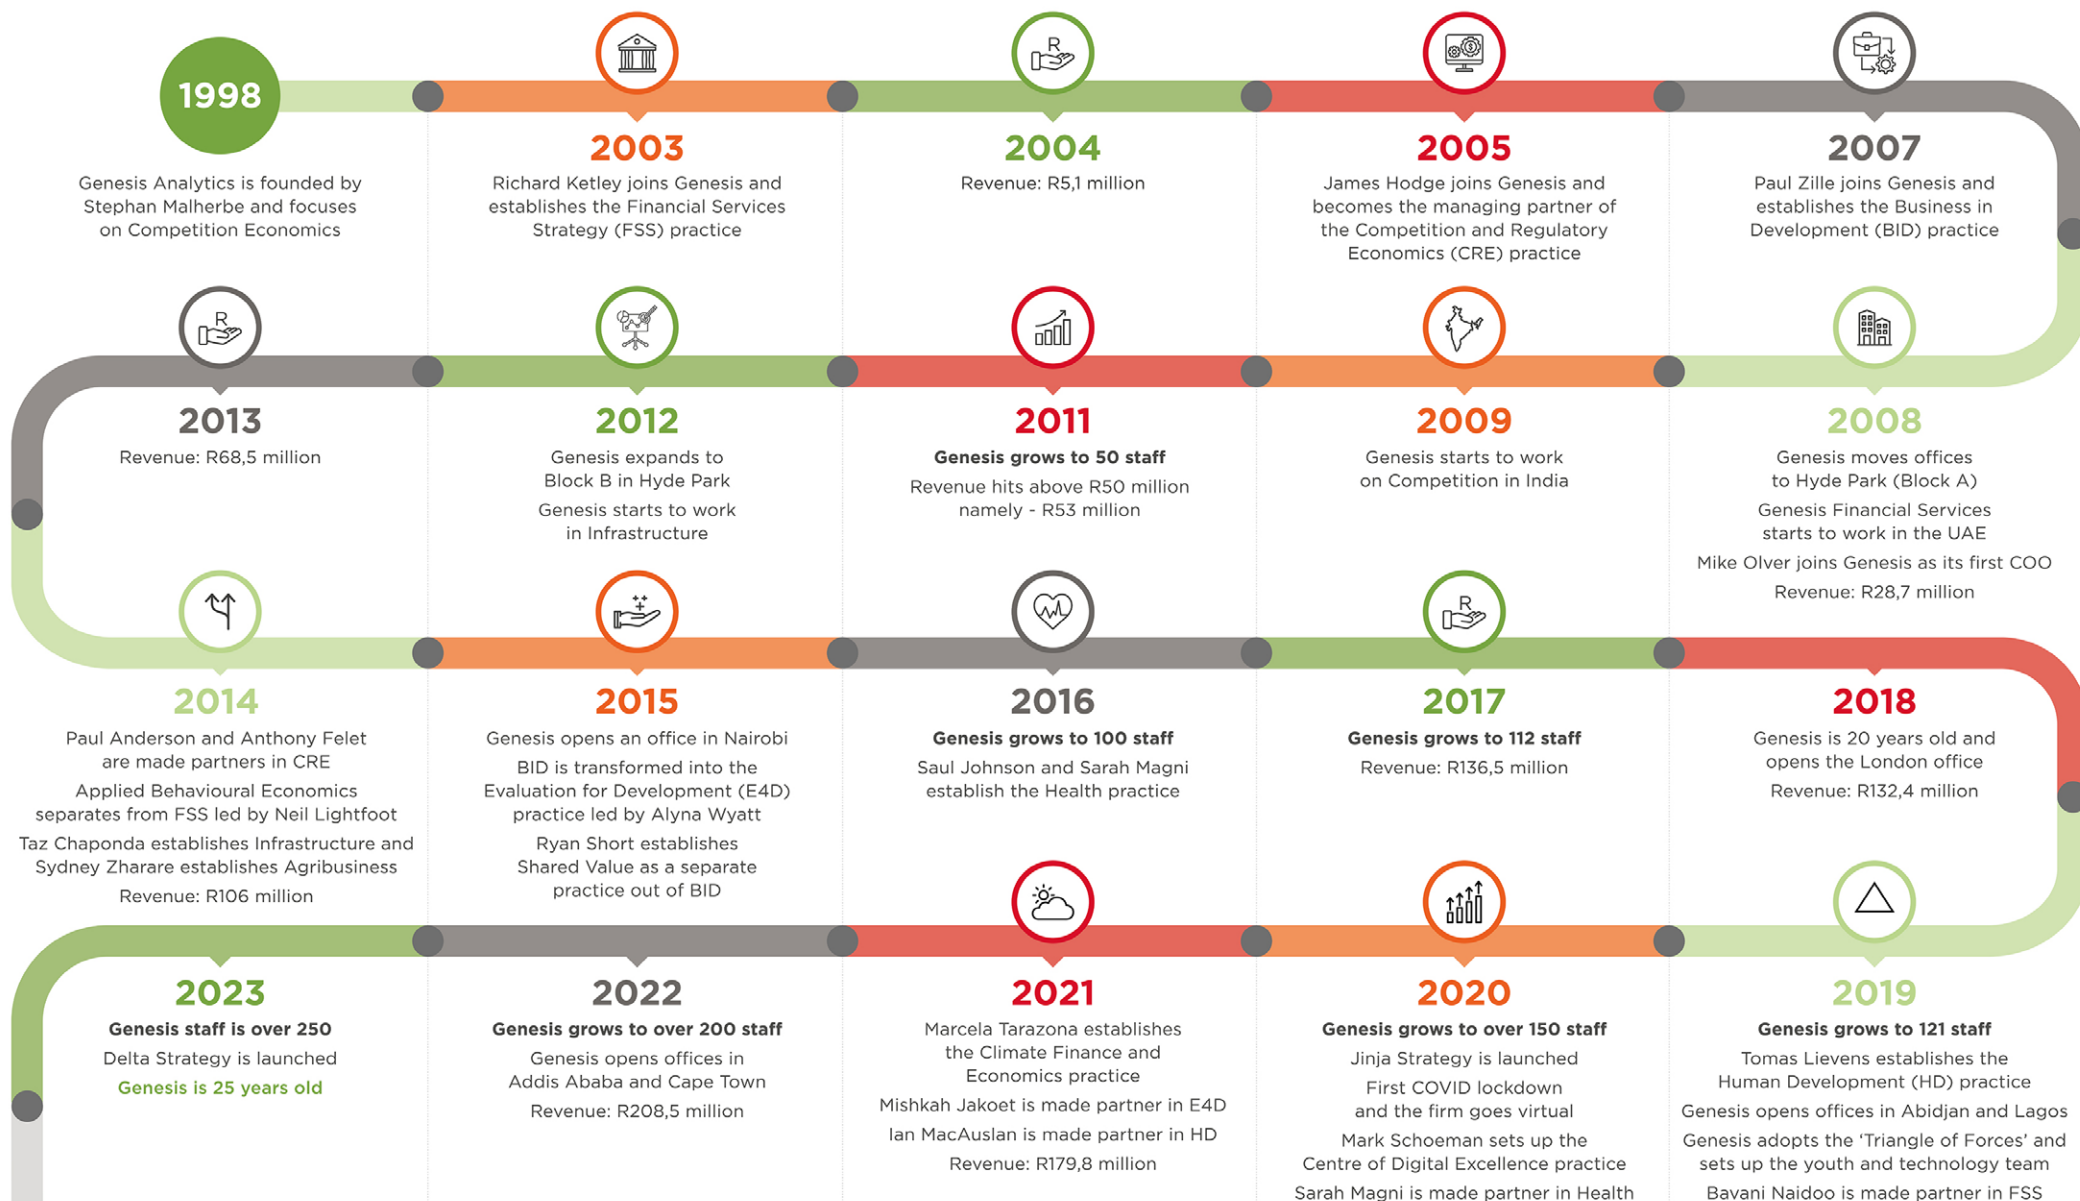 1998
Genesis Analytics is founded by
Stephan Malherbe and focuses
on Competition Economics
2003
Richard Ketley joins Genesis and
establishes the Financial Services
Strategy (FSS) practice
R
2004
Revenue: R5,1 million
$
2005
James Hodge joins Genesis and
becomes the managing partner of
the Competition and Regulatory
Economics (CRE) practice
2007
Paul Zille joins Genesis and
establishes the Business in
Development (BID) practice
2008
Genesis moves offices
to Hyde Park (Block A)
Genesis Financial Services
starts to work in the UAE
Mike Olver joins Genesis as its first COO
Revenue: R28,7 million
2009
Genesis starts to work
on Competition in India
2011
Genesis grows to 50 staff
Revenue hits above R50 million
namely - R53 million
2012
Genesis expands to
Block B in Hyde Park
Genesis starts to work
in Infrastructure
R
2013
Revenue: R68,5 million
2014
Paul Anderson and Anthony Felet
are made partners in CRE
Applied Behavioural Economics
separates from FSS led by Neil Lightfoot
Taz Chaponda establishes Infrastructure and
Sydney Zharare establishes Agribusiness
Revenue: R106 million
2015
Genesis opens an office in Nairobi
BID is transformed into the
Evaluation for Development (E4D)
practice led by Alyna Wyatt
Ryan Short establishes
Shared Value as a separate
practice out of BID
2016
Genesis grows to 100 staff
Saul Johnson and Sarah Magni
establish the Health practice
R
2017
Genesis grows to 112 staff
Revenue: R136,5 million
2018
Genesis is 20 years old and
opens the London office
Revenue: R132,4 million
2019
Genesis grows to 121 staff
Tomas Lievens establishes the
Human Development (HD) practice
Genesis opens offices in Abidjan and Lagos
Genesis adopts the ‘Triangle of Forces’ and
sets up the youth and technology team
Bavani Naidoo is made partner in FSS
2020
Genesis grows to over 150 staff
Jinja Strategy is launched
First COVID lockdown
and the firm goes virtual
Mark Schoeman sets up the
Centre of Digital Excellence practice
Sarah Magni is made partner in Health
2021
Marcela Tarazona establishes
the Climate Finance and
Economics practice
Mishkah Jakoet is made partner in E4D
Ian MacAuslan is made partner in HD
Revenue: R179,8 million
2022
Genesis grows to over 200 staff
Genesis opens offices in
Addis Ababa and Cape Town
Revenue: R208,5 million
2023
Genesis staff is over 250
Delta Strategy is launched
Genesis is 25 years old